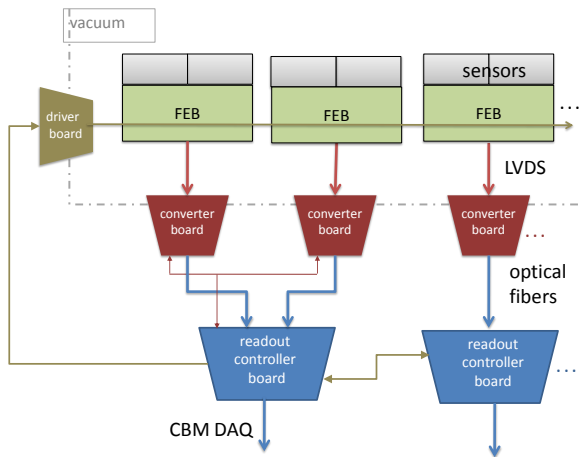 vacuum
sensors
driver
board
FEB
FEB
FEB
...
LVDS
converter
board
converter
board
converter
board
...
optical
fibers
readout
controller
board
readout
controller
board
...
CBM DAQ